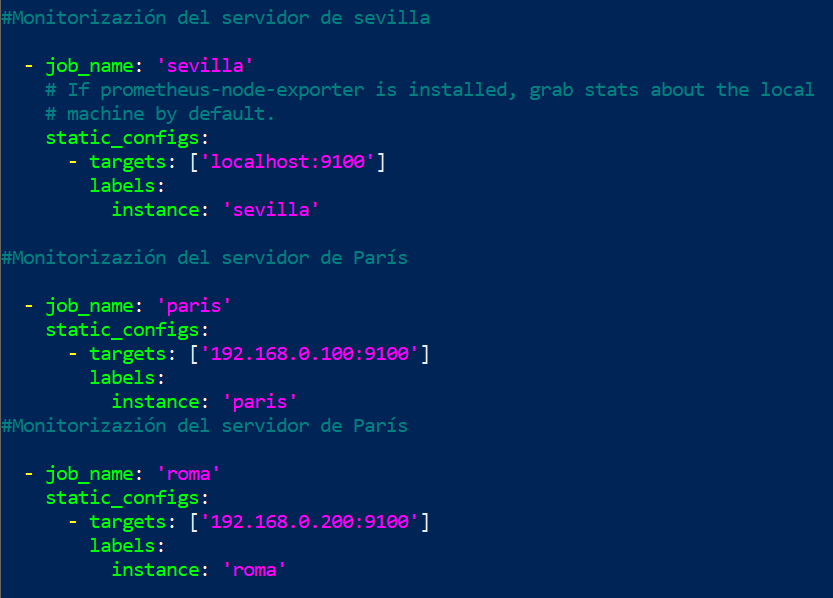 #Monitorizazión del servidor de sevilla
- job_name: 'sevilla'
# If prometheus-node-exporter is installed, grab stats about the local
# machine by default.
static_configs:
- targets: ['localhost:9100']
labels:
instance: 'sevilla'
#Monitorizazión del servidor de París
- job_name: 'paris'
static_configs:
- targets: ['192.168.0.100:9100']
labels:
instance: 'paris'
#Monitorizazión del servidor de París
- job_name: 'roma'
static_configs:
- targets: ['192.168.0.200:9100']
labels:
instance: 'roma'